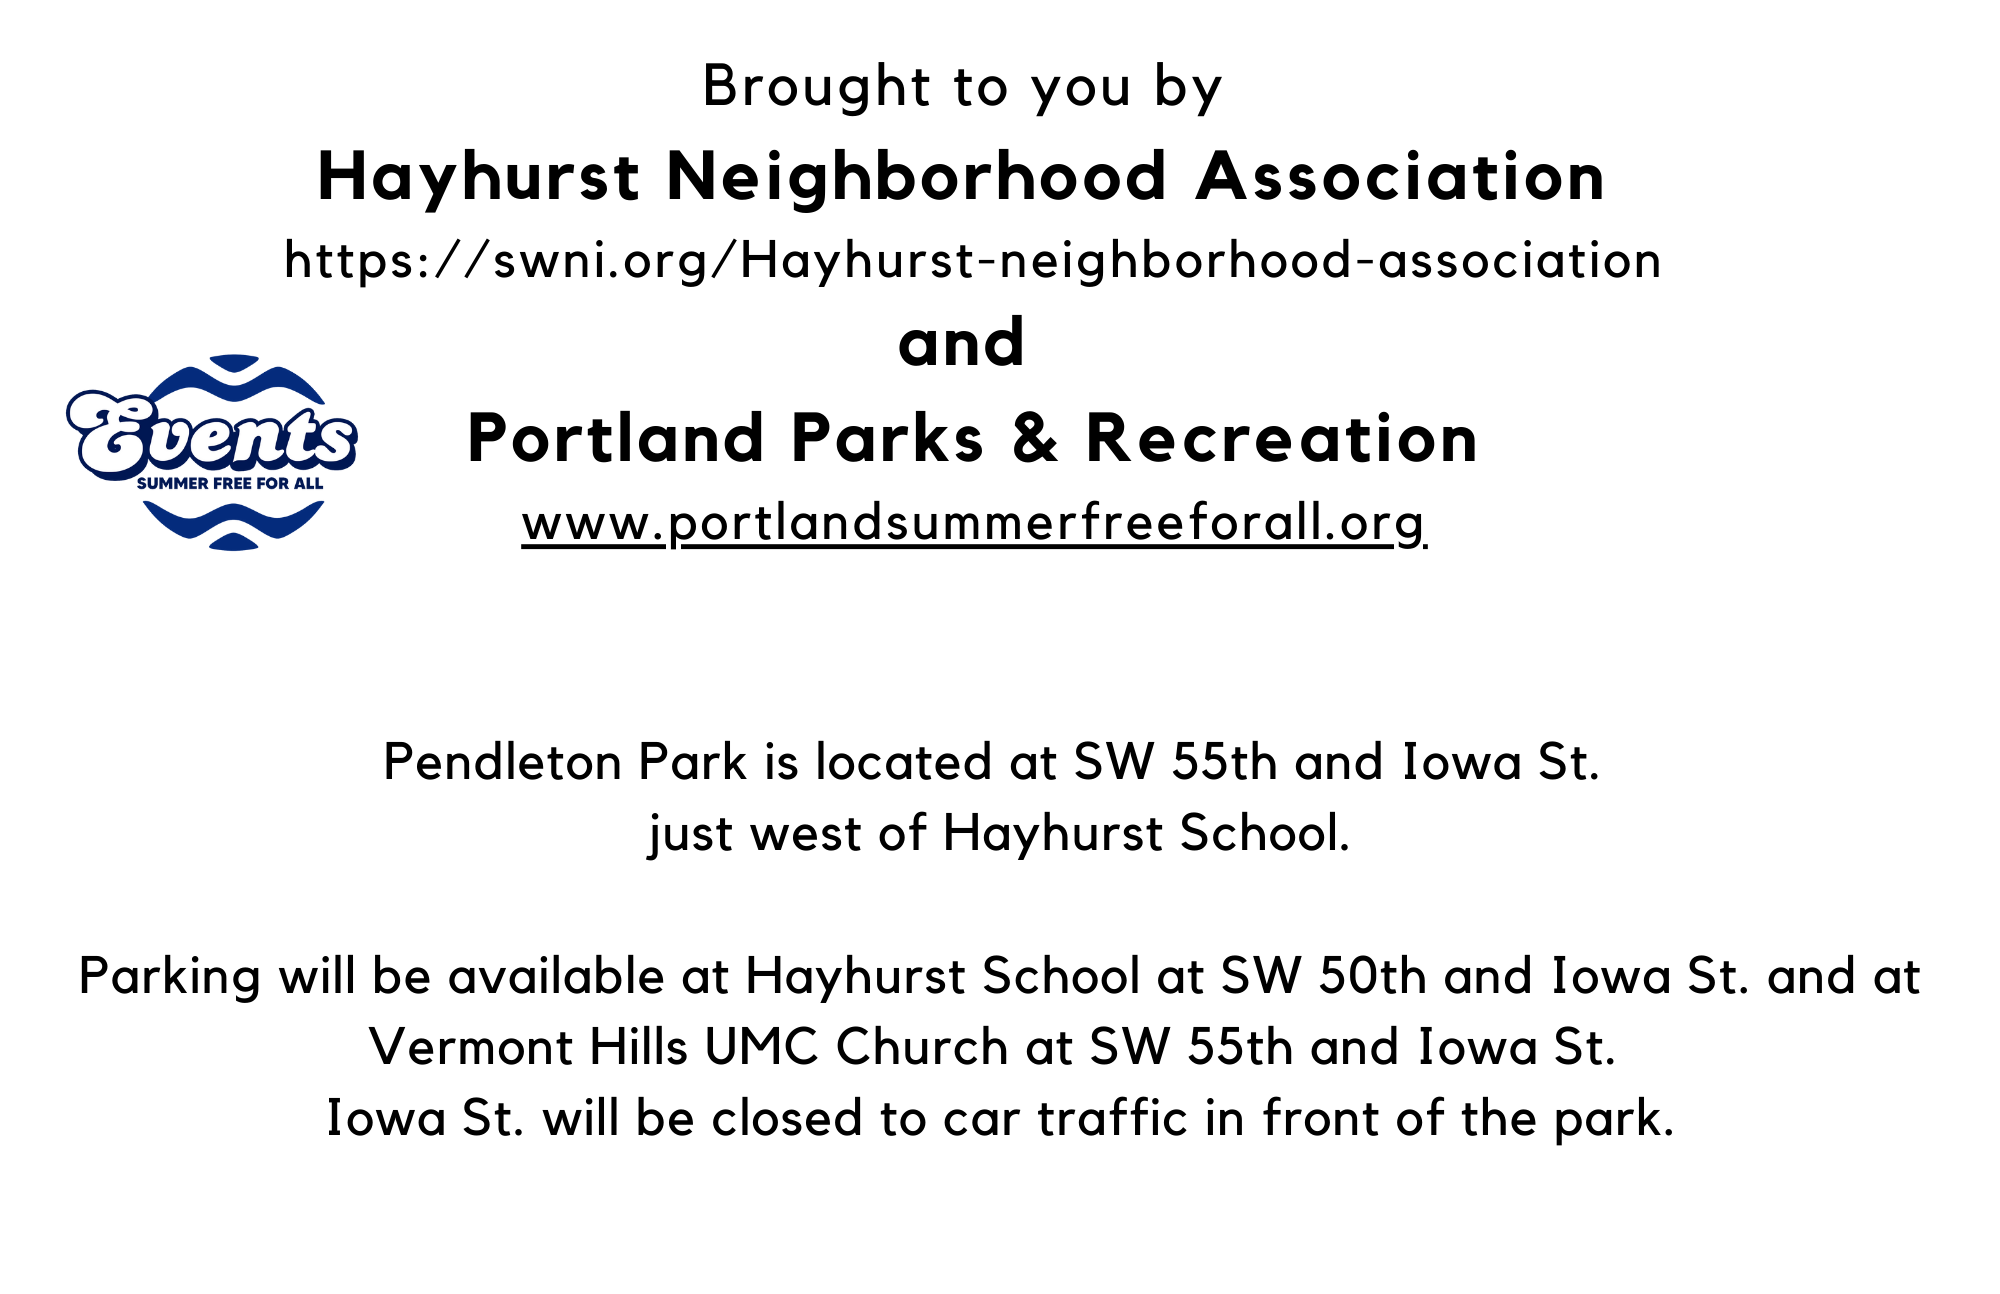 Brought to you by
Hayhurst Neighborhood Association
https://swni.org/Hayhurst-neighborhood-association
and
Events
SUMMER FREE FOR ALL
Portland Parks & Recreation
www.portlandsummerfreeforall.org
Pendleton Park is located at SW 55th and Iowa St.
just west of Hayhurst School.
Parking will be available at Hayhurst School at SW 50th and Iowa St. and at
Vermont Hills UMC Church at SW 55th and Iowa St.
Iowa St. will be closed to car traffic in front of the park.